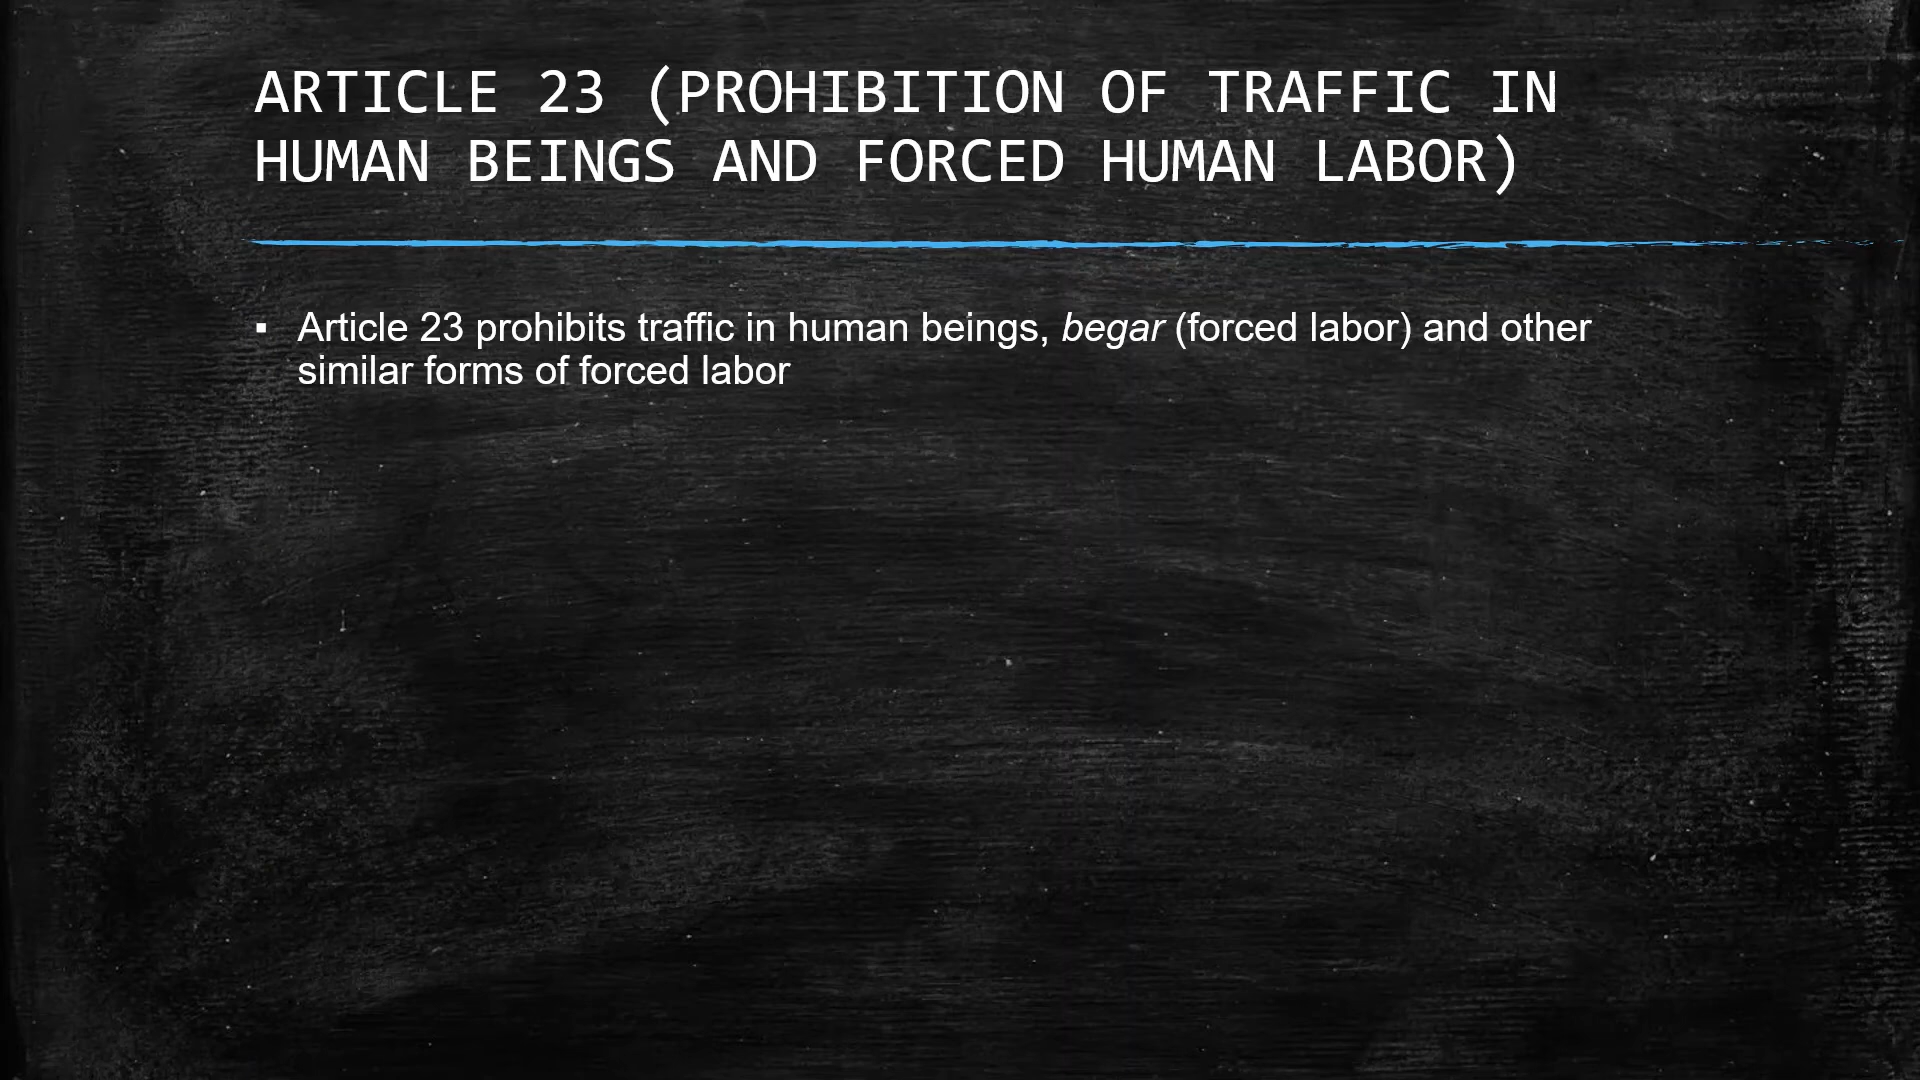 ARTICLE 23 (PROHIBITION OF TRAFFIC IN
HUMAN BEINGS AND FORCED HUMAN LABOR)
▪ Article 23 prohibits traffic in human beings, begar (forced labor) and other
similar forms of forced labor